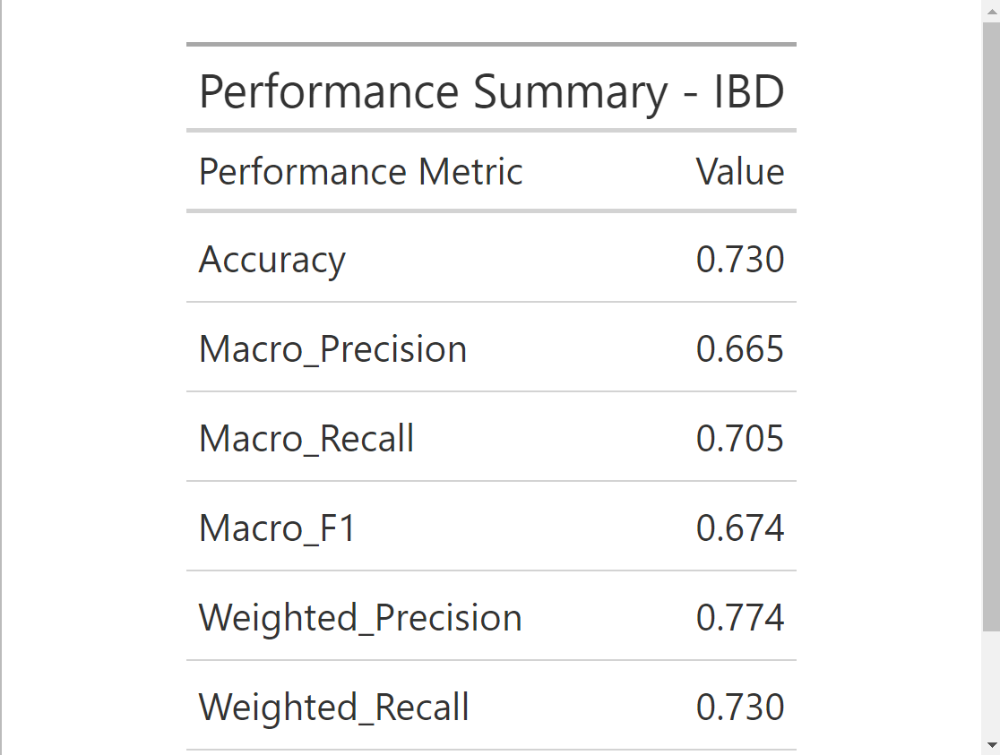 Performance Summary - IBD
Performance Metric Value
Accuracy 0.730
Macro_Precision 0.665
Macro_Recall 0.705
Macro_F1 0.674
Weighted_Precision 0.774
Weighted_Recall 0.730